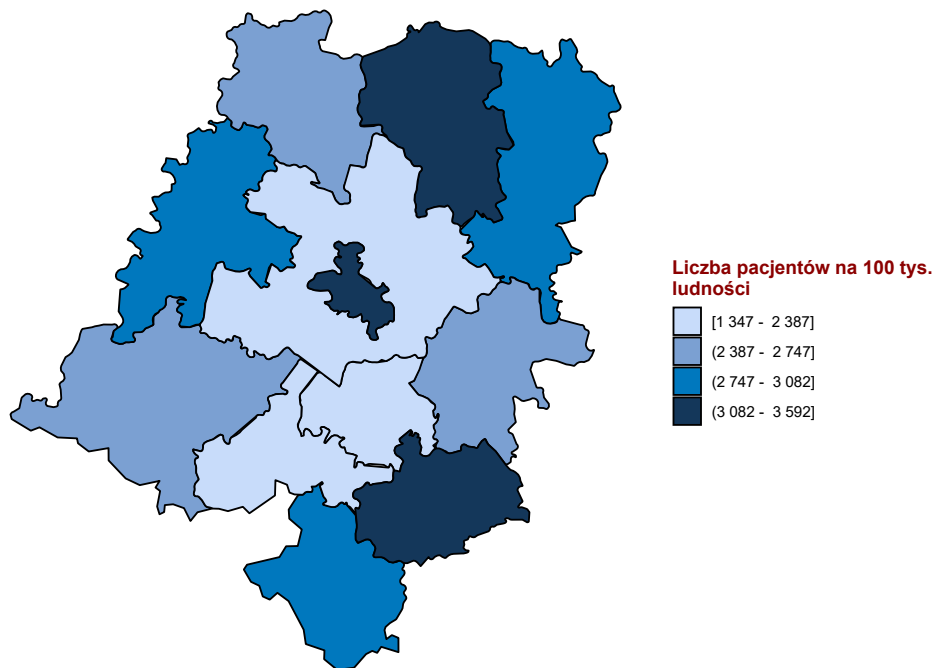 Liczba pacjentów na 100 tys.
ludności
[1 347 - 2 387]
(2 387 - 2 747]
(2 747 - 3 082]
(3 082 - 3 592]